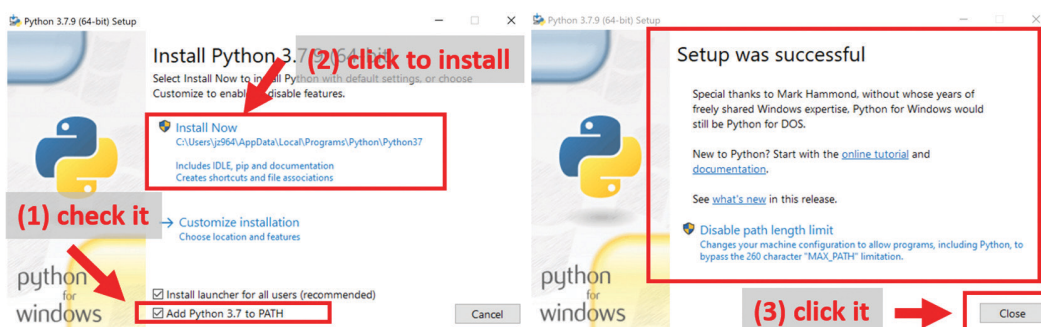 Python 3.7.9 (64-bit) Setup
Install Python 3.7.9 (64-bit)
(2) click to install
Select Install Now to install Python with default settings, or choose
Customize to enable or disable features.
Install Now
C:\Users\jz964\AppData\Local\Programs\Python\Python37
Includes IDLE, pip and documentation
Creates shortcuts and file associations
(1) check it
Customize installation
Choose location and features
python
for
windows
Install launcher for all users (recommended)
Add Python 3.7 to PATH
Cancel
Python 3.7.9 (64-bit) Setup
Setup was successful
Special thanks to Mark Hammond, without whose years of
freely shared Windows expertise, Python for Windows would
still be Python for DOS.
New to Python? Start with the online tutorial and
documentation.
See what's new in this release.
Disable path length limit
Changes your machine configuration to allow programs, including Python, to
bypass the 260 character "MAX_PATH" limitation.
python
for
windows
(3) click it
Close